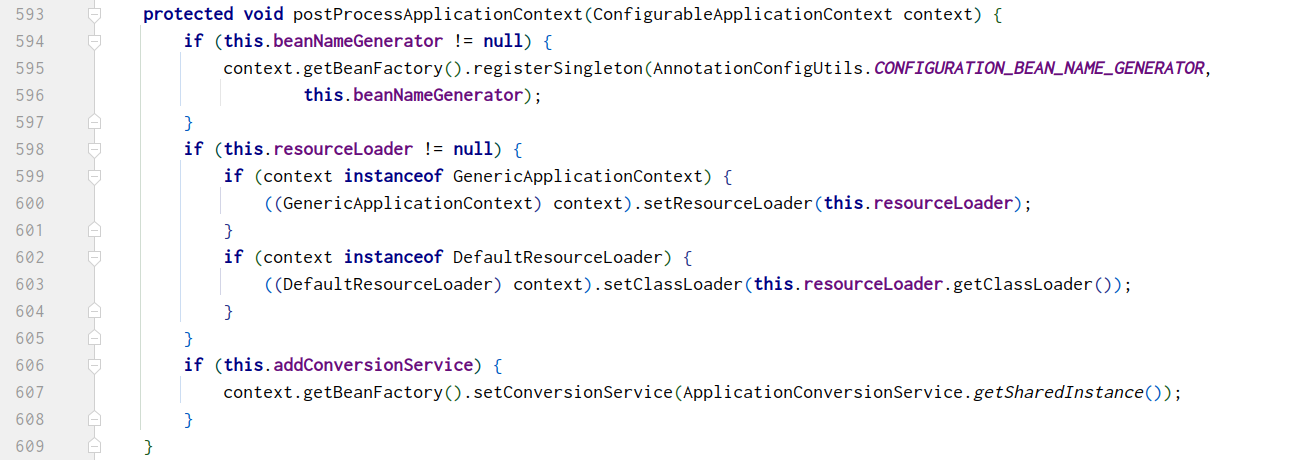 593 protected void postProcessApplicationContext(ConfigurableApplicationContext context) {
594 if (this.beanNameGenerator != null) {
595 context.getBeanFactory().registerSingleton(AnnotationConfigUtils.CONFIGURATION_BEAN_NAME_GENERATOR,
596 this.beanNameGenerator);
597 }
598 if (this.resourceLoader != null) {
599 if (context instanceof GenericApplicationContext) {
600 ((GenericApplicationContext) context).setResourceLoader(this.resourceLoader);
601 }
602 if (context instanceof DefaultResourceLoader) {
603 ((DefaultResourceLoader) context).setClassLoader(this.resourceLoader.getClassLoader());
604 }
605 }
606 if (this.addConversionService) {
607 context.getBeanFactory().setConversionService(ApplicationConversionService.getSharedInstance());
608 }
609 }